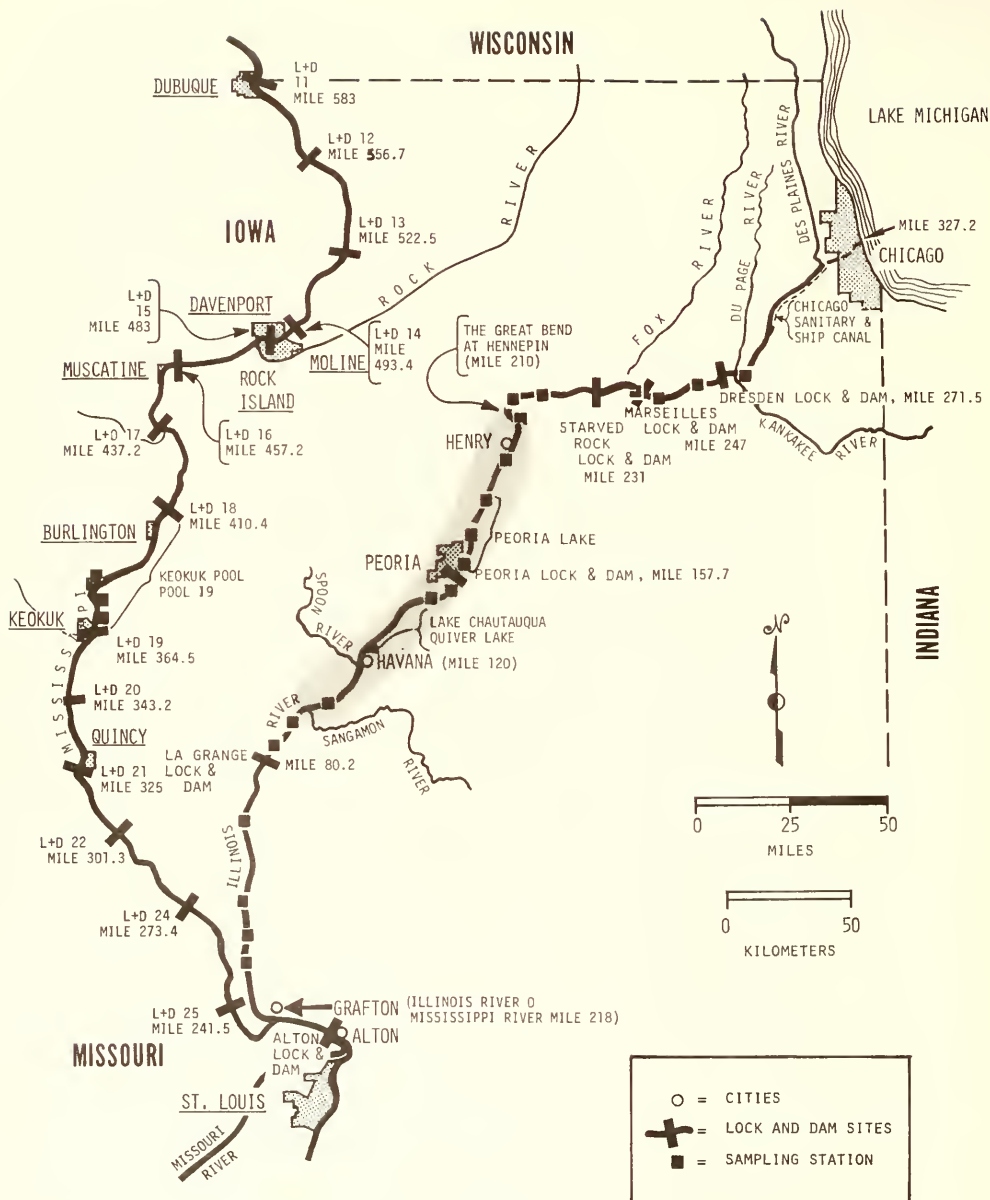 WISCONSIN
DUBUQUE
L+D
11
MILE 583
LAKE MICHIGAN
L+D 12
MILE 556.7
IOWA
L+D 13
MILE 522.5
ROCK RIVER
FOX RIVER
DU PAGE RIVER
DES PLAINES RIVER
MILE 327.2
CHICAGO
CHICAGO
SANITARY &
SHIP CANAL
L+D
15
MILE 483
DAVENPORT
MOLINE
L+D 14
MILE
493.4
THE GREAT BEND
AT HENNEPIN
(MILE 210)
MUSCATINE
ROCK
ISLAND
L+D 17
MILE
437.2
L+D 16
MILE 457.2
HENRY
STARVED
ROCK
LOCK & DAM
MILE 231
MARSEILLES
LOCK & DAM
MILE 247
DRESDEN LOCK & DAM, MILE 271.5
KANKAKEE
RIVER
L+D 18
MILE 410.4
BURLINGTON
KEOKUK POOL
POOL 19
PEORIA
PEORIA LAKE
PEORIA LOCK & DAM, MILE 157.7
SPOON
RIVER
LAKE CHAUTAUQUA
QUIVER LAKE
HAVANA (MILE 120)
KEOKUK
L+D 19
MILE 364.5
MISSISSIPPI
L+D 20
MILE 343.2
QUINCY
L+D 21
MILE 325
LA GRANGE
LOCK &
DAM
MILE 80.2
RIVER
SANGAMON
RIVER
ILLINOIS
INDIANA
N
0 25 50
MILES
0 50
KILOMETERS
L+D 22
MILE 301.3
L+D 24
MILE 273.4
L+D 25
MILE 241.5
GRAFTON (ILLINOIS RIVER 0
MISSISSIPPI RIVER MILE 218)
ALTON
ALTON
LOCK &
DAM
MISSOURI
ST. LOUIS
MISSOURI
RIVER
= CITIES
= LOCK AND DAM SITES
= SAMPLING STATION